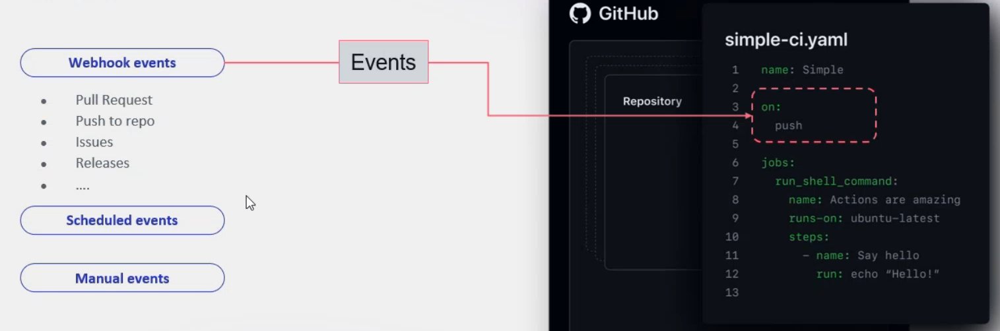 Webhook events
• Pull Request
• Push to repo
• Issues
• Releases
• ....
Scheduled events
Manual events
Events
GitHub
Repository
simple-ci.yaml
1 name: Simple
2
3 on:
4 push
5
6 jobs:
7 run_shell_command:
8 name: Actions are amazing
9 runs-on: ubuntu-latest
10 steps:
11 - name: Say hello
12 run: echo “Hello!”
13